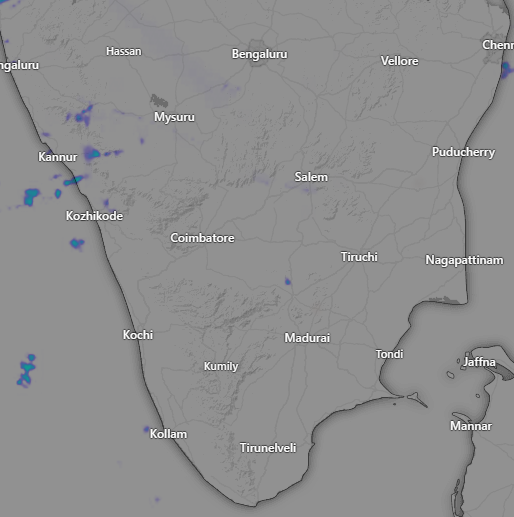 Hassan
Bengaluru
Chenn
ngaluru
Vellore
Mysuru
Kannur
Puducherry
Salem
Kozhikode
Coimbatore
Tiruchi
Nagapattinam
Kochi
Madurai
Tondi
Kumily
Jaffna
Mannar
Kollam
Tirunelveli